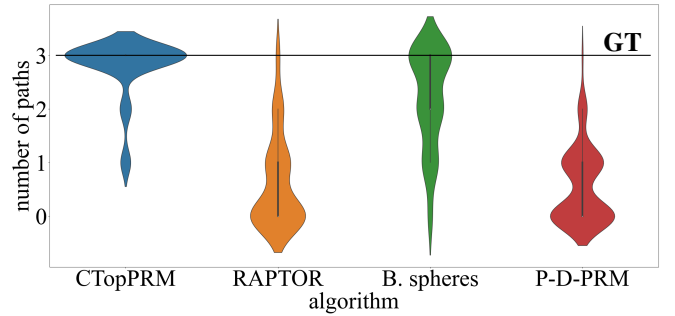 GT
3
2
1
0
number of paths
CTopPRM RAPTOR B. spheres P-D-PRM
algorithm